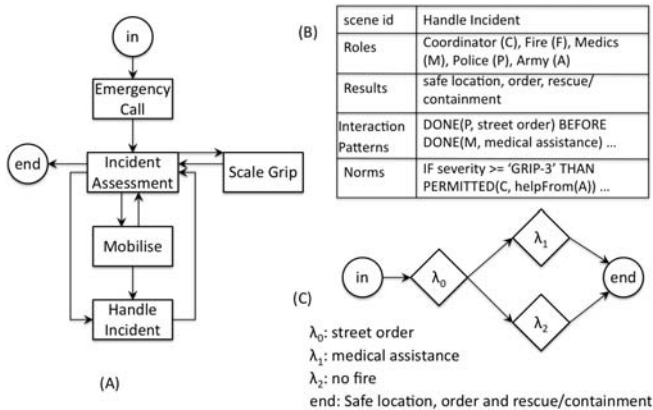 in
Emergency
Call
end
Incident
Assessment
Scale Grip
Mobilise
Handle
Incident
(A)
(B)
scene id
Handle Incident
Roles
Coordinator (C), Fire (F), Medics
(M), Police (P), Army (A)
Results
safe location, order, rescue/
containment
Interaction
Patterns
DONE(P, street order) BEFORE
DONE(M, medical assistance) ...
Norms
IF severity >= ‘GRIP-3’ THAN
PERMITTED(C, helpFrom(A)) ...
in
λ0
λ1
λ2
end
(C)
λ0: street order
λ1: medical assistance
λ2: no fire
end: Safe location, order and rescue/containment